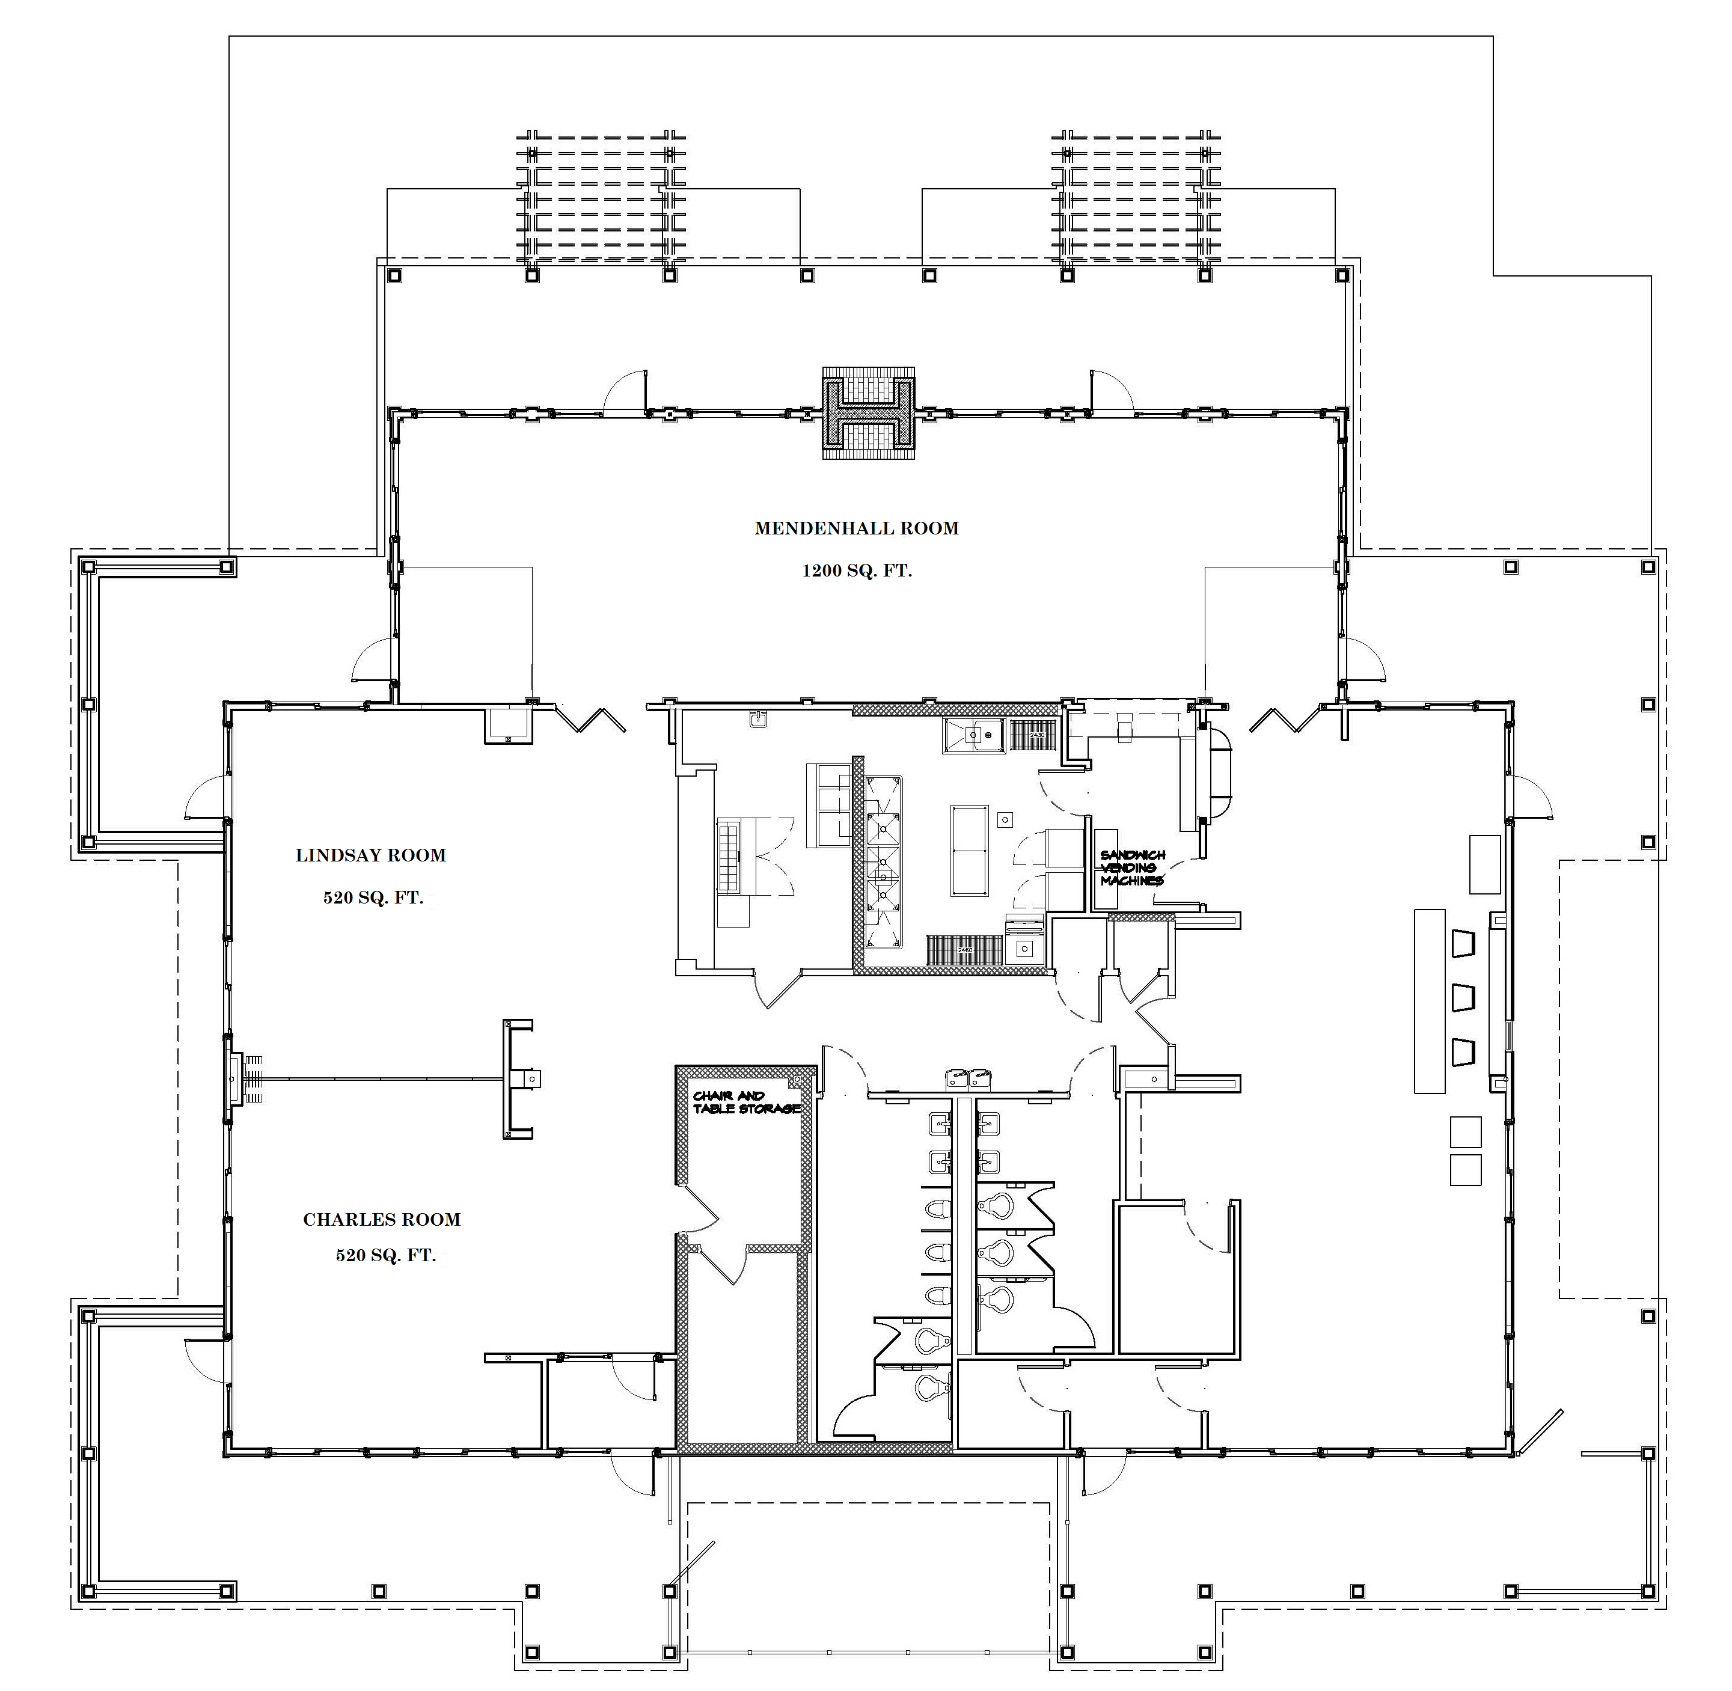 MENDENHALL ROOM
1200 SQ. FT.
LINDSAY ROOM
520 SQ. FT.
SANDWICH
VENDING
MACHINES
CHAIR AND
TABLE STORAGE
CHARLES ROOM
520 SQ. FT.